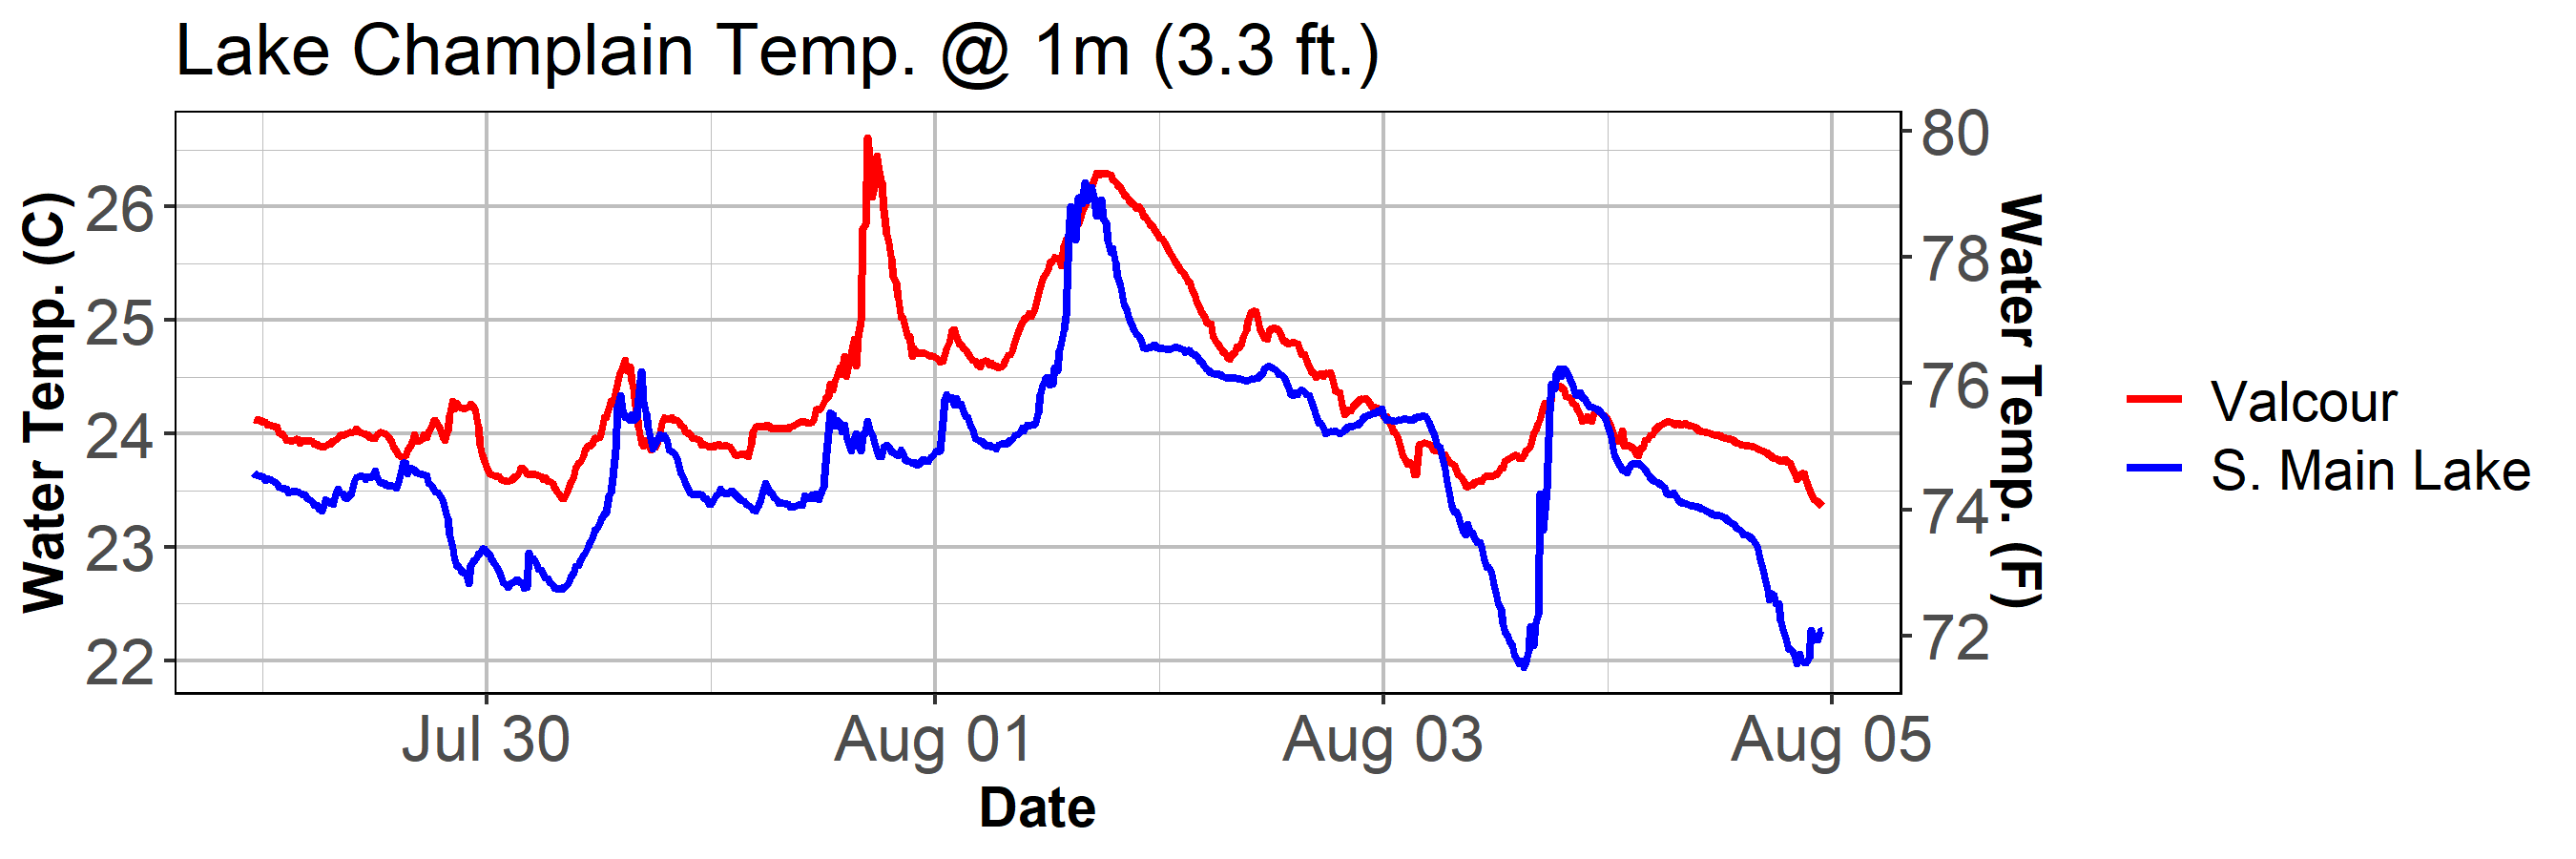 Lake Champlain Temp. @ 1m (3.3 ft.)
Water Temp. (C)
26
25
24
23
22
80
78
76
74
72
Water Temp. (F)
Jul 30
Aug 01
Aug 03
Aug 05
Date
Valcour
S. Main Lake